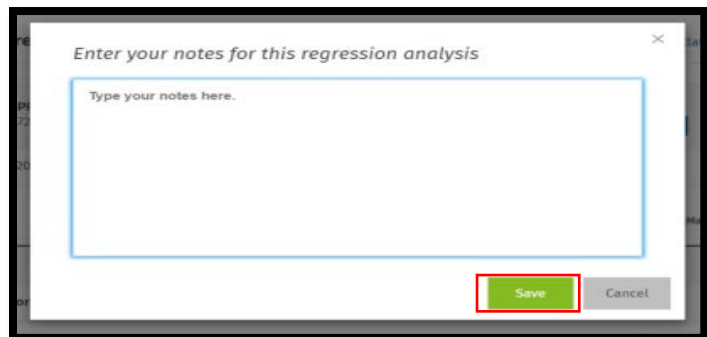 Enter your notes for this regression analysis
×
Type your notes here.
Save
Cancel